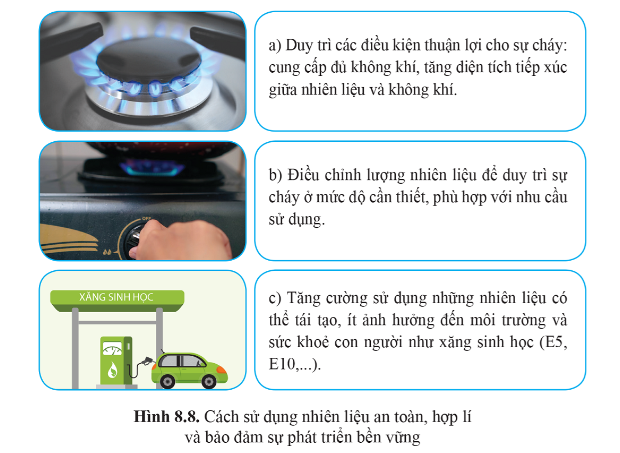 a) Duy trì các điều kiện thuận lợi cho sự cháy:
cung cấp đủ không khí, tăng diện tích tiếp xúc
giữa nhiên liệu và không khí.
b) Điều chỉnh lượng nhiên liệu để duy trì sự
cháy ở mức độ cần thiết, phù hợp với nhu cầu
sử dụng.
XĂNG SINH HỌC
c) Tăng cường sử dụng những nhiên liệu có
thể tái tạo, ít ảnh hưởng đến môi trường và
sức khoẻ con người như xăng sinh học (E5,
E10,...).
Hình 8.8. Cách sử dụng nhiên liệu an toàn, hợp lí
và bảo đảm sự phát triển bền vững